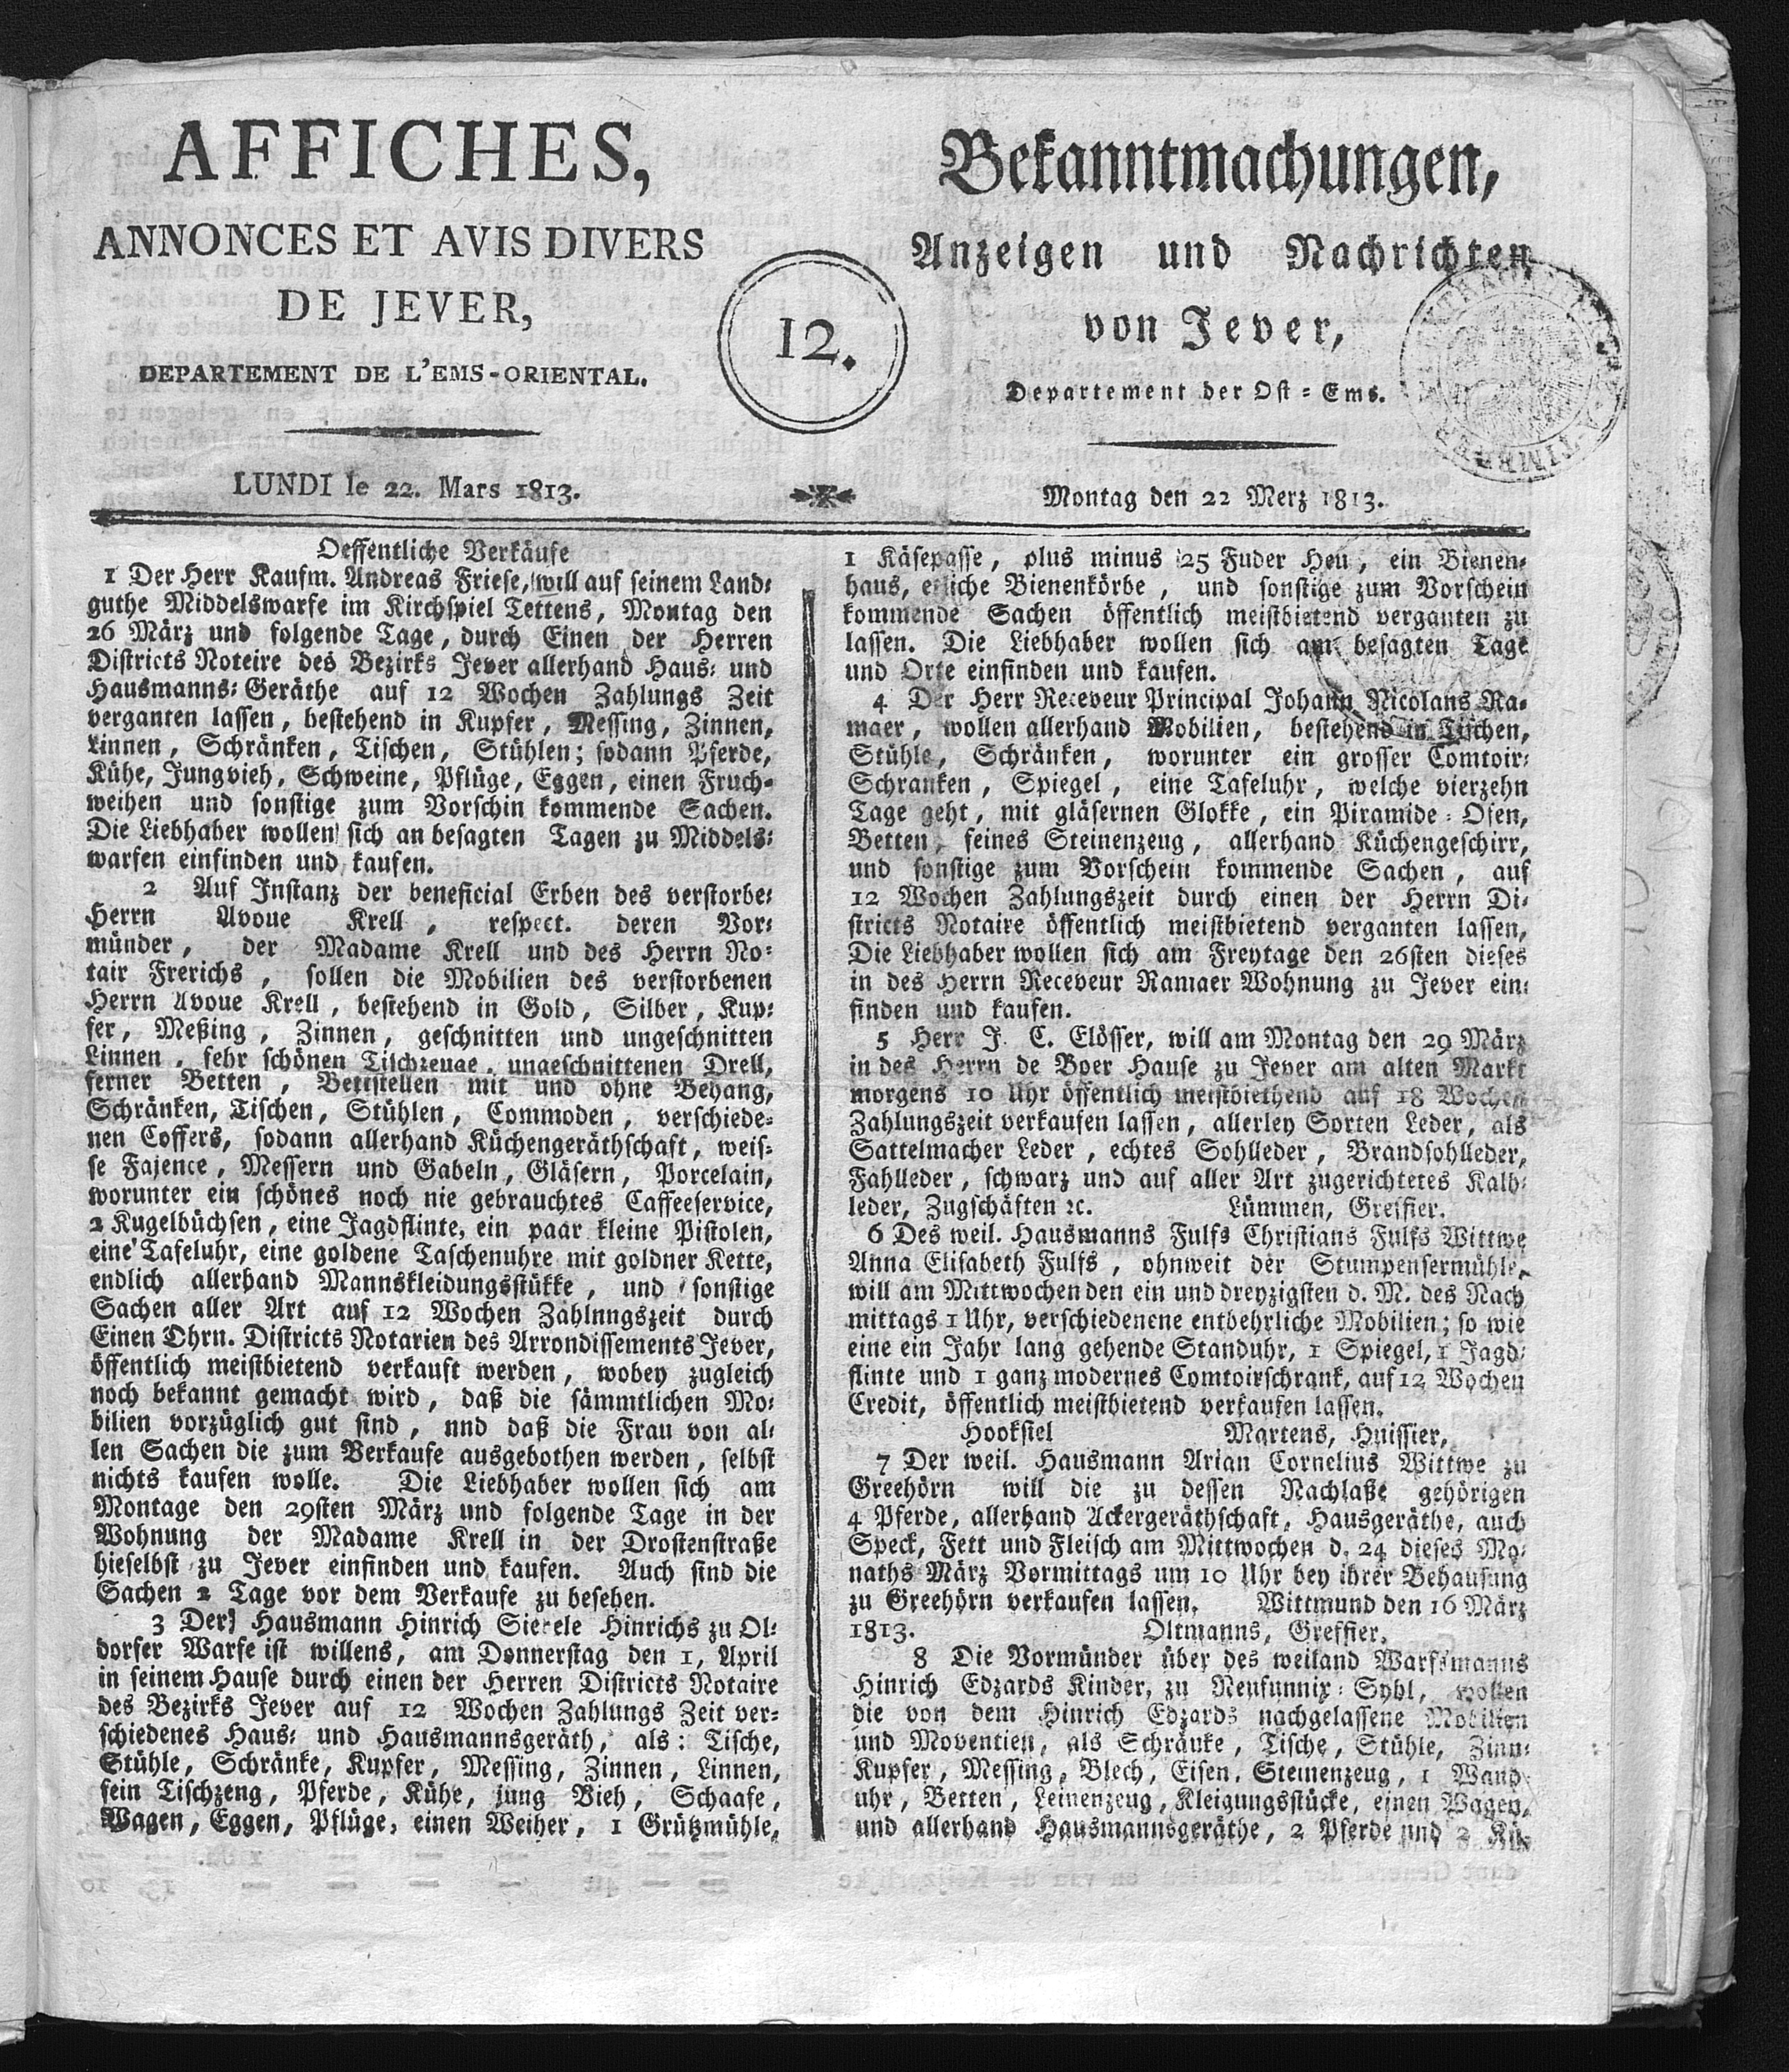 AFFICHES,
ANNONCES ET AVIS DIVERS
DE JEVER,
DEPARTEMENT DE L'EMS-ORIENTAL.
LUNDI le 22. Mars 1813.
12.
Bekanntmachungen,
Anzeigen und Nachrichten
von Jever,
Departement der Ost = Ems.
Montag den 22 Merz 1813.
Oeffentliche Verkäufe
1 Der Herr Kaufm. Andreas Friese, will auf seinem Land=
guthe Middelswarfe im Kirchspiel Tettens, Montag den
26 März und folgende Tage, durch Einen der Herren
Districts Noteire des Bezirks Jever allerhand Haus= und
Hausmanns=Geräthe auf 12 Wochen Zahlungs Zeit
verganten lassen, bestehend in Kupfer, Messing, Zinnen,
Linnen, Schränken, Tischen, Stühlen; sodann Pferde,
Kühe, Jungvieh, Schweine, Pflüge, Eggen, einen Fruch=
weihen und sonstige zum Vorschin kommende Sachen.
Die Liebhaber wollen sich an besagten Tagen zu Middels=
warfen einfinden und kaufen.
2 Auf Instanz der beneficial Erben des verstorbe=
Herrn Avoue Krell, respect. deren Vor=
münder, der Madame Krell und des Herrn No=
tair Frerichs, sollen die Mobilien des verstorbenen
Herrn Avoue Krell, bestehend in Gold, Silber, Kup=
fer, Meßing, Zinnen, geschnitten und ungeschnitten
Linnen, sehr schönen Tischzeuge, ungeschnittenen Drell,
ferner Betten, Bettstellen mit und ohne Behang,
Schränken, Tischen, Stühlen, Commoden, verschiede=
nen Coffers, sodann allerhand Küchengeräthschaft, weis=
se Fajence, Messern und Gabeln, Gläsern, Porcelain,
worunter ein schönes noch nie gebrauchtes Caffeeservice,
2 Kugelbüchsen, eine Jagdflinte, ein paar kleine Pistolen,
eine Tafeluhr, eine goldene Taschenuhre mit goldner Kette,
endlich allerhand Mannskleidungsstükke, und sonstige
Sachen aller Art auf 12 Wochen Zahlnngszeit durch
Einen Ohrn. Districts Notarien des Arrondissements Jever,
öffentlich meistbietend verkauft werden, wobey zugleich
noch bekannt gemacht wird, daß die sämmtlichen Mo=
bilien vorzüglich gut sind, nnd daß die Frau von al=
len Sachen die zum Verkaufe ausgebothen werden, selbst
nichts kaufen wolle. Die Liebhaber wollen sich am
Montage den 29sten März und folgende Tage in der
Wohnung der Madame Krell in der Drostenstraße
hieselbst zu Jever einfinden und kaufen. Auch sind die
Sachen 2 Tage vor dem Verkaufe zu besehen.
3 Der Hausmann Hinrich Hinrichs zu Ol=
dorfer Warfe ist willens, am Donnerstag den 1, April
in seinem Hause durch einen der Herren Districts Notaire
des Bezirks Jever auf 12 Wochen Zahlungs Zeit ver=
schiedenes Haus= und Hausmannsgeräth, als: Tische,
Stühle, Schränke, Kupfer, Messing, Zinnen, Linnen,
fein Tischzeng, Pferde, Kühe, jung Vieh, Schaafe,
Wagen, Eggen, Pflüge, einen Weiher, 1 Grützmühle,
1 Käsepasse, plus minus 25 Fuder Heu, ein Bienen=
haus, etliche Bienenkörbe, und sonstige zum Vorschein
kommende Sachen öffentlich meistbietend verganten zu
lassen. Die Liebhaber wollen sich am besagten Tage
und Orte einfinden und kaufen.
4 Der Herr Receveur Principal Johann Nicolans Ra=
maer, wollen allerhand Mobilien, bestehend in Tischen,
Stühle, Schränken, worunter ein grosser Comtoir=
Schranken, Spiegel, eine Tafeluhr, welche vierzehn
Tage geht, mit gläsernen Glokke, ein Piramide=Ofen,
Betten, feines Steinenzeug, allerhand Küchengeschirr,
und sonstige zum Vorschein kommende Sachen, auf
12 Wochen Zahlungszeit durch einen der Herrn Di=
stricts Notaire öffentlich meistbietend verganten lassen,
Die Liebhaber wollen sich am Freytage den 26sten dieses
in des Herrn Receveur Ramaer Wohnung zu Jever ein=
finden und kaufen.
5 Herr J. C. Elösser, will am Montag den 29 März
in des Herrn de Boer Hause zu Jever am alten Markt
morgens 10 Uhr öffentlich meistbiethend auf 18 Wochen
Zahlungszeit verkaufen lassen, allerley Sorten Leder, als
Sattelmacher Leder, echtes Sohlleder, Brandsohlleder,
Fahlleder, schwarz und auf aller Art zugerichtetes Kalb=
leder, Zugschäften ꝛc. Lümmen, Greffier.
6 Des weil. Hausmanns Fulfs Christians Fulfs Wittwe
Anna Elisabeth Fulfs, ohnweit der Stumpensermühle,
will am Mittwochen den ein und dreyzigsten d. M. des Nach
mittags 1 Uhr, verschiedenene entbehrliche Mobilien; so wie
eine ein Jahr lang gehende Standuhr, 1 Spiegel, 1 Jagd=
flinte und 1 ganz modernes Comtoirschrank, auf 12 Wochen
Credit, öffentlich meistbietend verkaufen lassen.
Hooksiel Martens, Huissier,
7 Der weil. Hausmann Arian Cornelius Wittwe zu
Greehörn will die zu dessen Nachlaße gehörigen
4 Pferde, allerhand Ackergeräthschaft, Hausgeräthe, auch
Speck, Fett und Fleisch am Mittwochen d. 24 dieses Mo=
naths März Vormittags um 10 Uhr bey ihrer Behausung
zu Greehörn verkaufen lassen. Wittmund den 16 März
1813. Oltmanns, Greffier,
8 Die Vormünder über des weiland Warfsmanns
Hinrich Edzards Kinder, zu Neufunnix=Syhl, wollen
die von dem Hinrich Edzards nachgelassene Mobilien
und Moventien, als Schränke, Tische, Stühle, Zinn=
Kupfer, Messing, Blech, Eisen, Steinenzeug, 1 Wand=
uhr, Betten, Leinenzeug, Kleigungsstücke, einen Wagen,
und allerhand Hausmannsgeräthe, 2 Pferde und Kü=